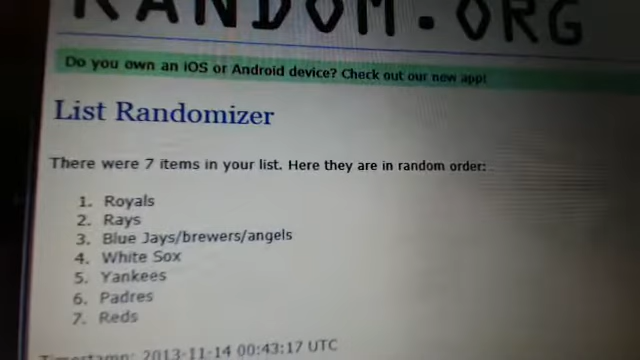 RANDOM.ORG
Do you own an iOS or Android device? Check out our new app!
List Randomizer
There were 7 items in your list. Here they are in random order:
1. Royals
2. Rays
3. Blue Jays/brewers/angels
4. White Sox
5. Yankees
6. Padres
7. Reds
Timestamp: 2013-11-14 00:43:17 UTC